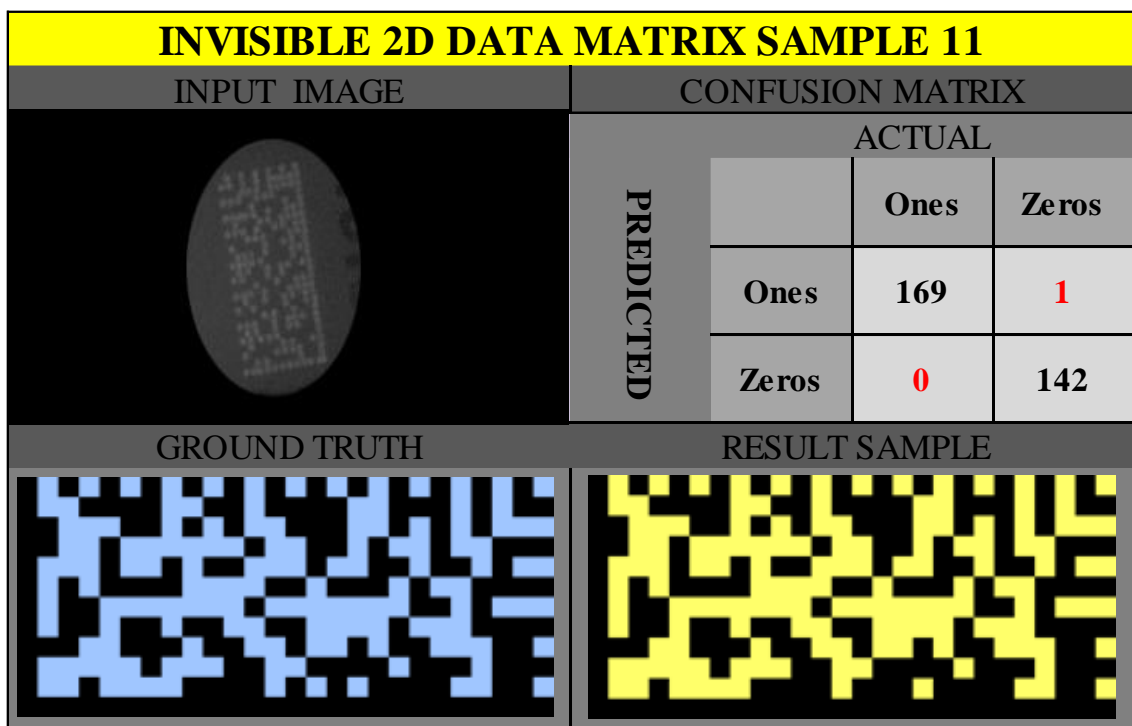 INVISIBLE 2D DATA MATRIX SAMPLE 11
INPUT IMAGE
CONFUSION MATRIX
ACTUAL
PREDICTED
Ones Zeros
Ones 169 1
Zeros 0 142
GROUND TRUTH
RESULT SAMPLE